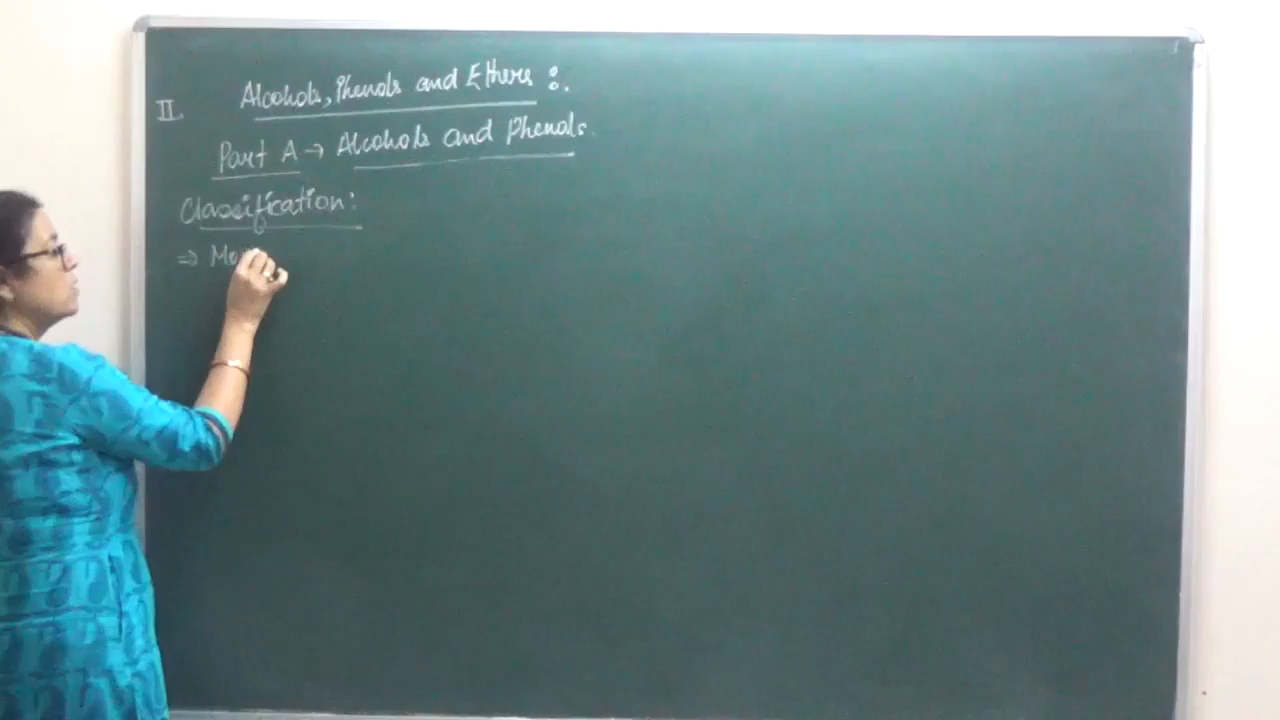 II. Alcohols, Phenols and Ethers :.
Part A → Alcohols and Phenols.
Classification:
⇒ Mo